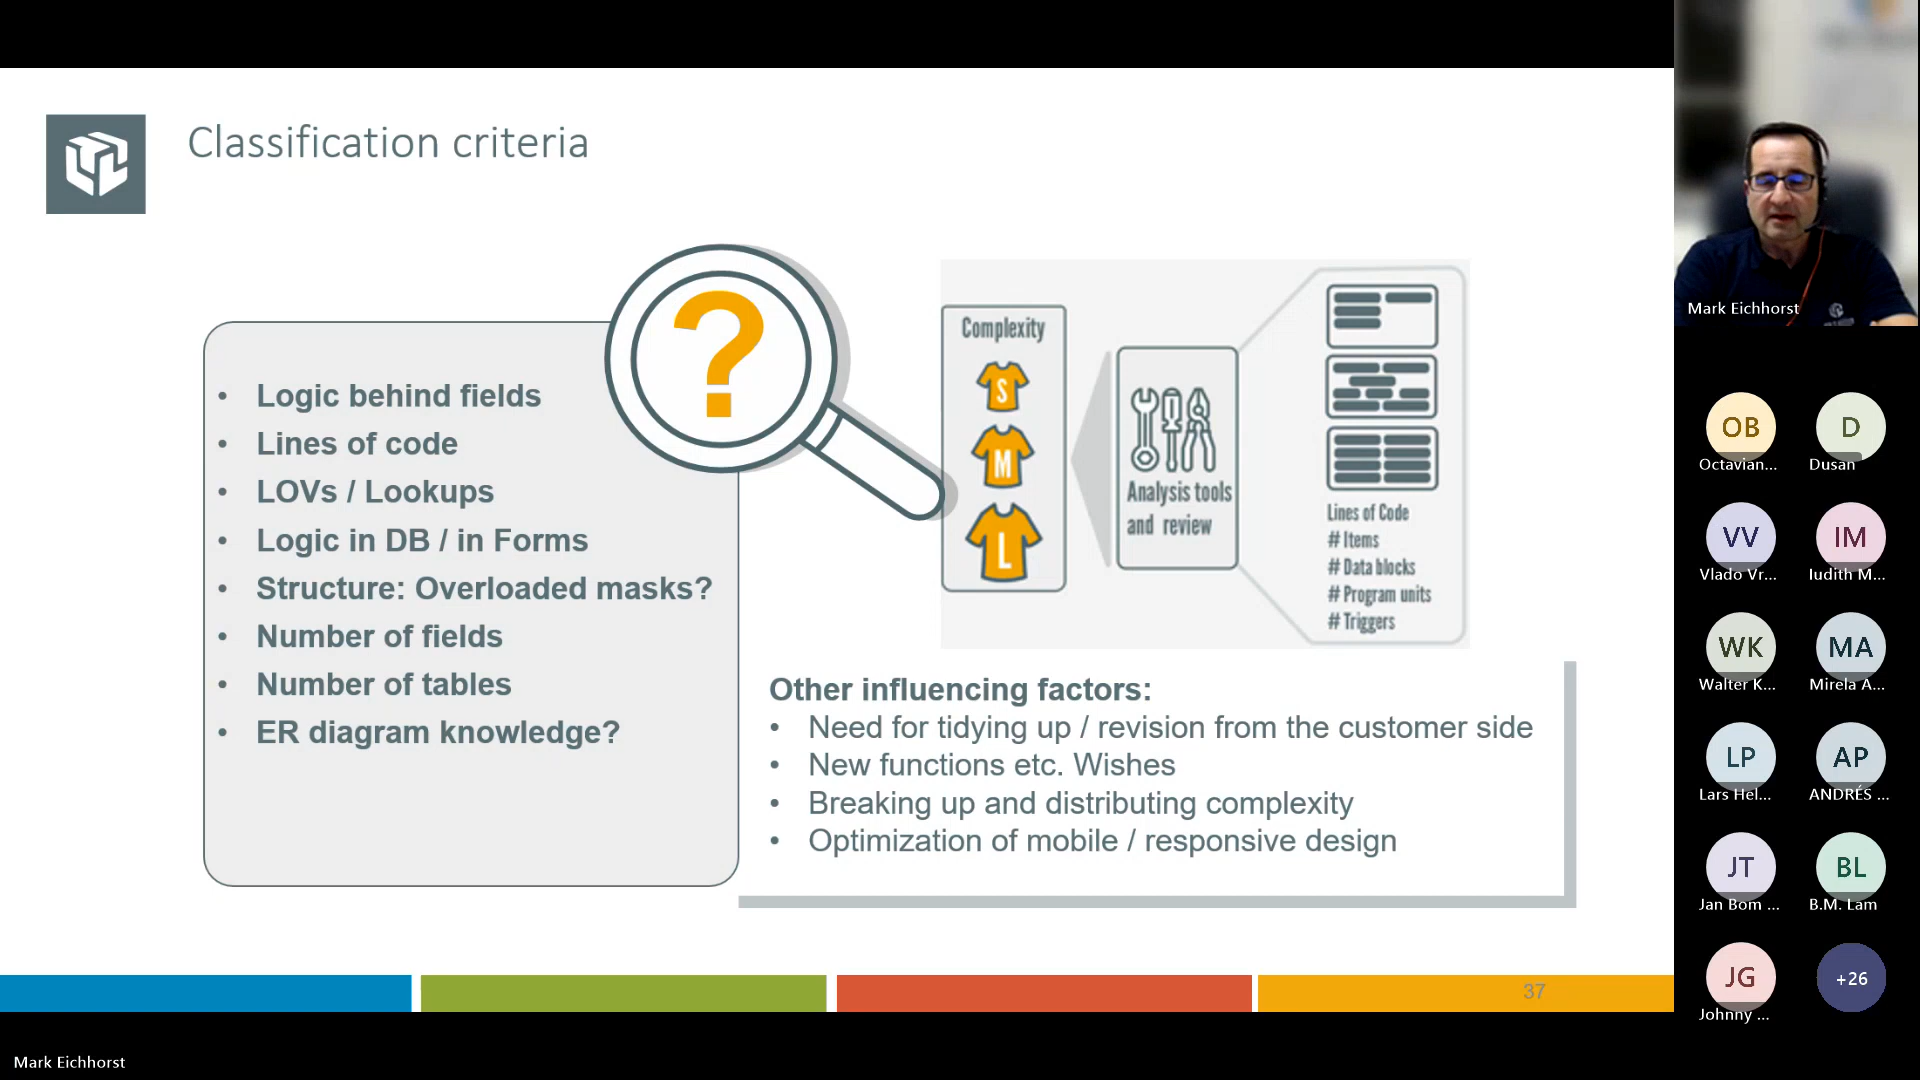 Classification criteria
?
• Logic behind fields
• Lines of code
• LOVs / Lookups
• Logic in DB / in Forms
• Structure: Overloaded masks?
• Number of fields
• Number of tables
• ER diagram knowledge?
Complexity
S
M
L
Analysis tools
and review
Lines of Code
# Items
# Data blocks
# Program units
# Triggers
Other influencing factors:
• Need for tidying up / revision from the customer side
• New functions etc. Wishes
• Breaking up and distributing complexity
• Optimization of mobile / responsive design
37
Mark Eichhorst
Mark Eichhorst
OB
Octavian...
D
Dusan
VV
Vlado Vr...
IM
Iudith M...
WK
Walter K...
MA
Mirela A...
LP
Lars Hel...
AP
ANDRÉS ...
JT
Jan Bom ...
BL
B.M. Lam
JG
Johnny ...
+26